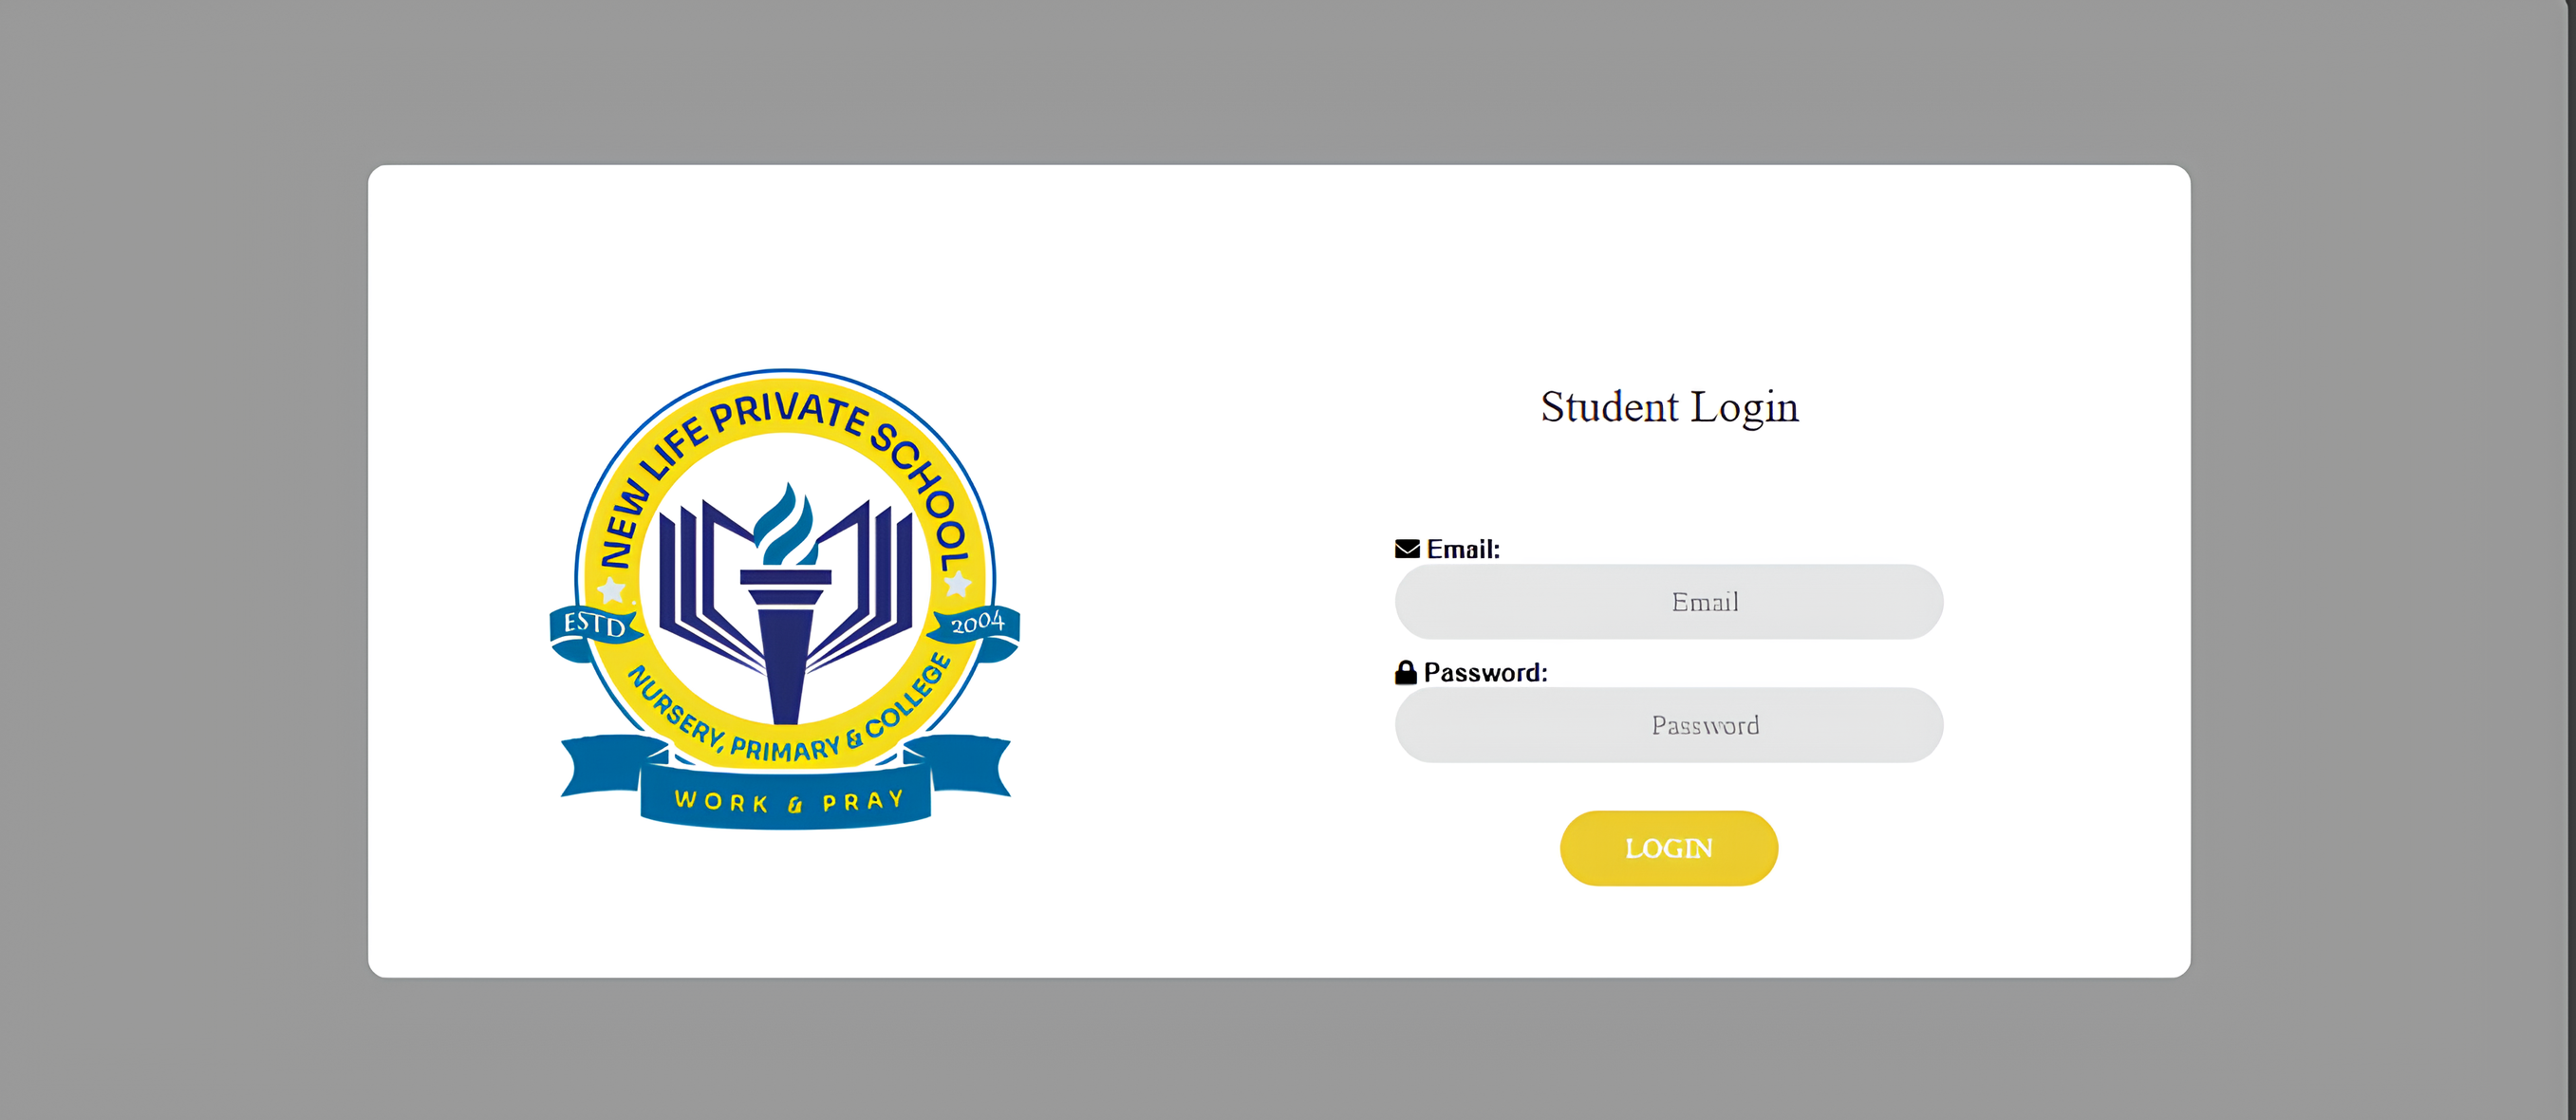 NEW LIFE PRIVATE SCHOOL
ESTD 2004
NURSERY, PRIMARY & COLLEGE
WORK & PRAY
Student Login
Email:
Email
Password:
Password
LOGIN